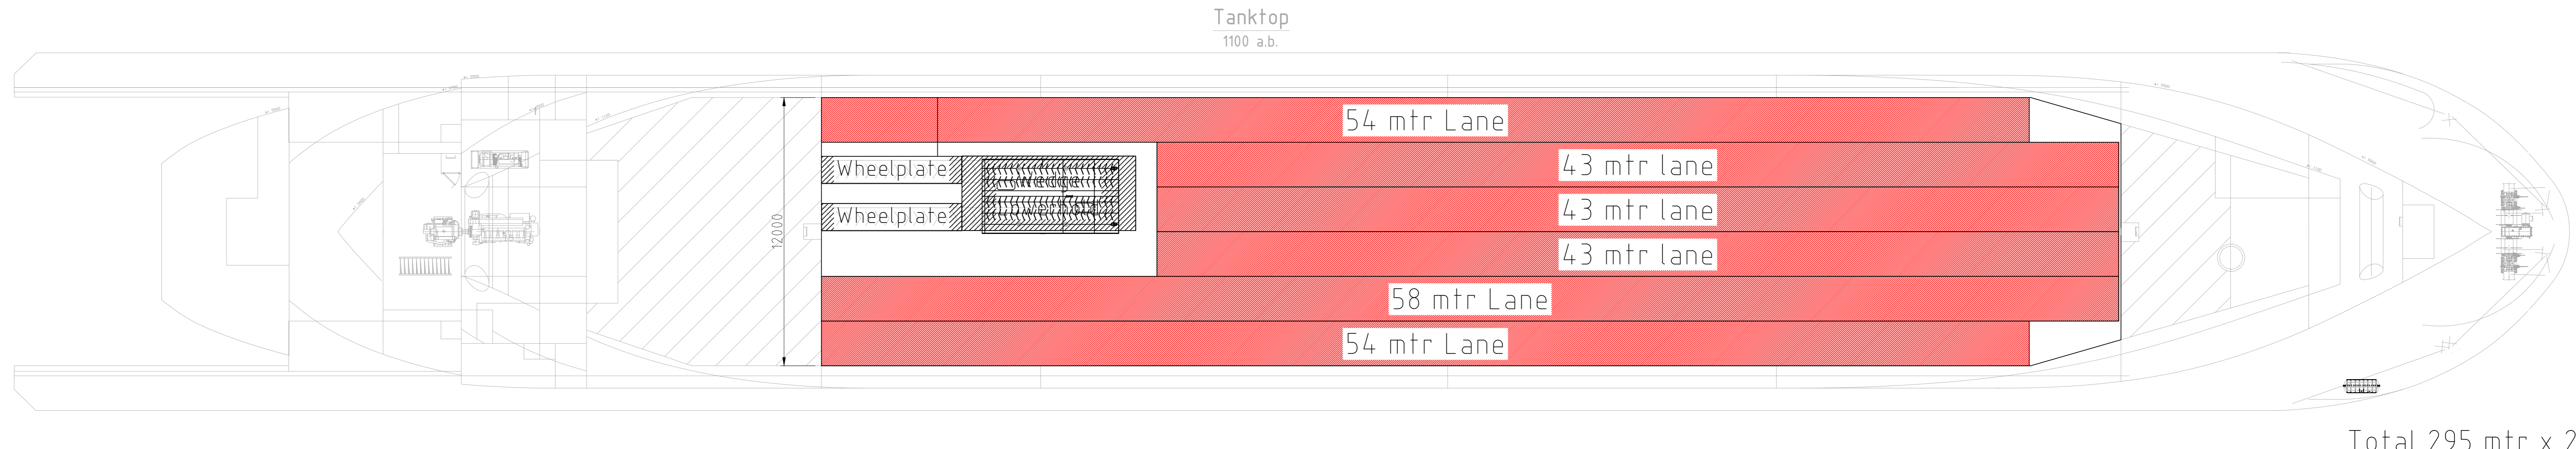 Tanktop
1100 a.b.
54 mtr Lane
43 mtr lane
Wheelplate
wedge
43 mtr lane
Wheelplate
12000
43 mtr lane
58 mtr Lane
54 mtr Lane
Total 295 mtr x 2